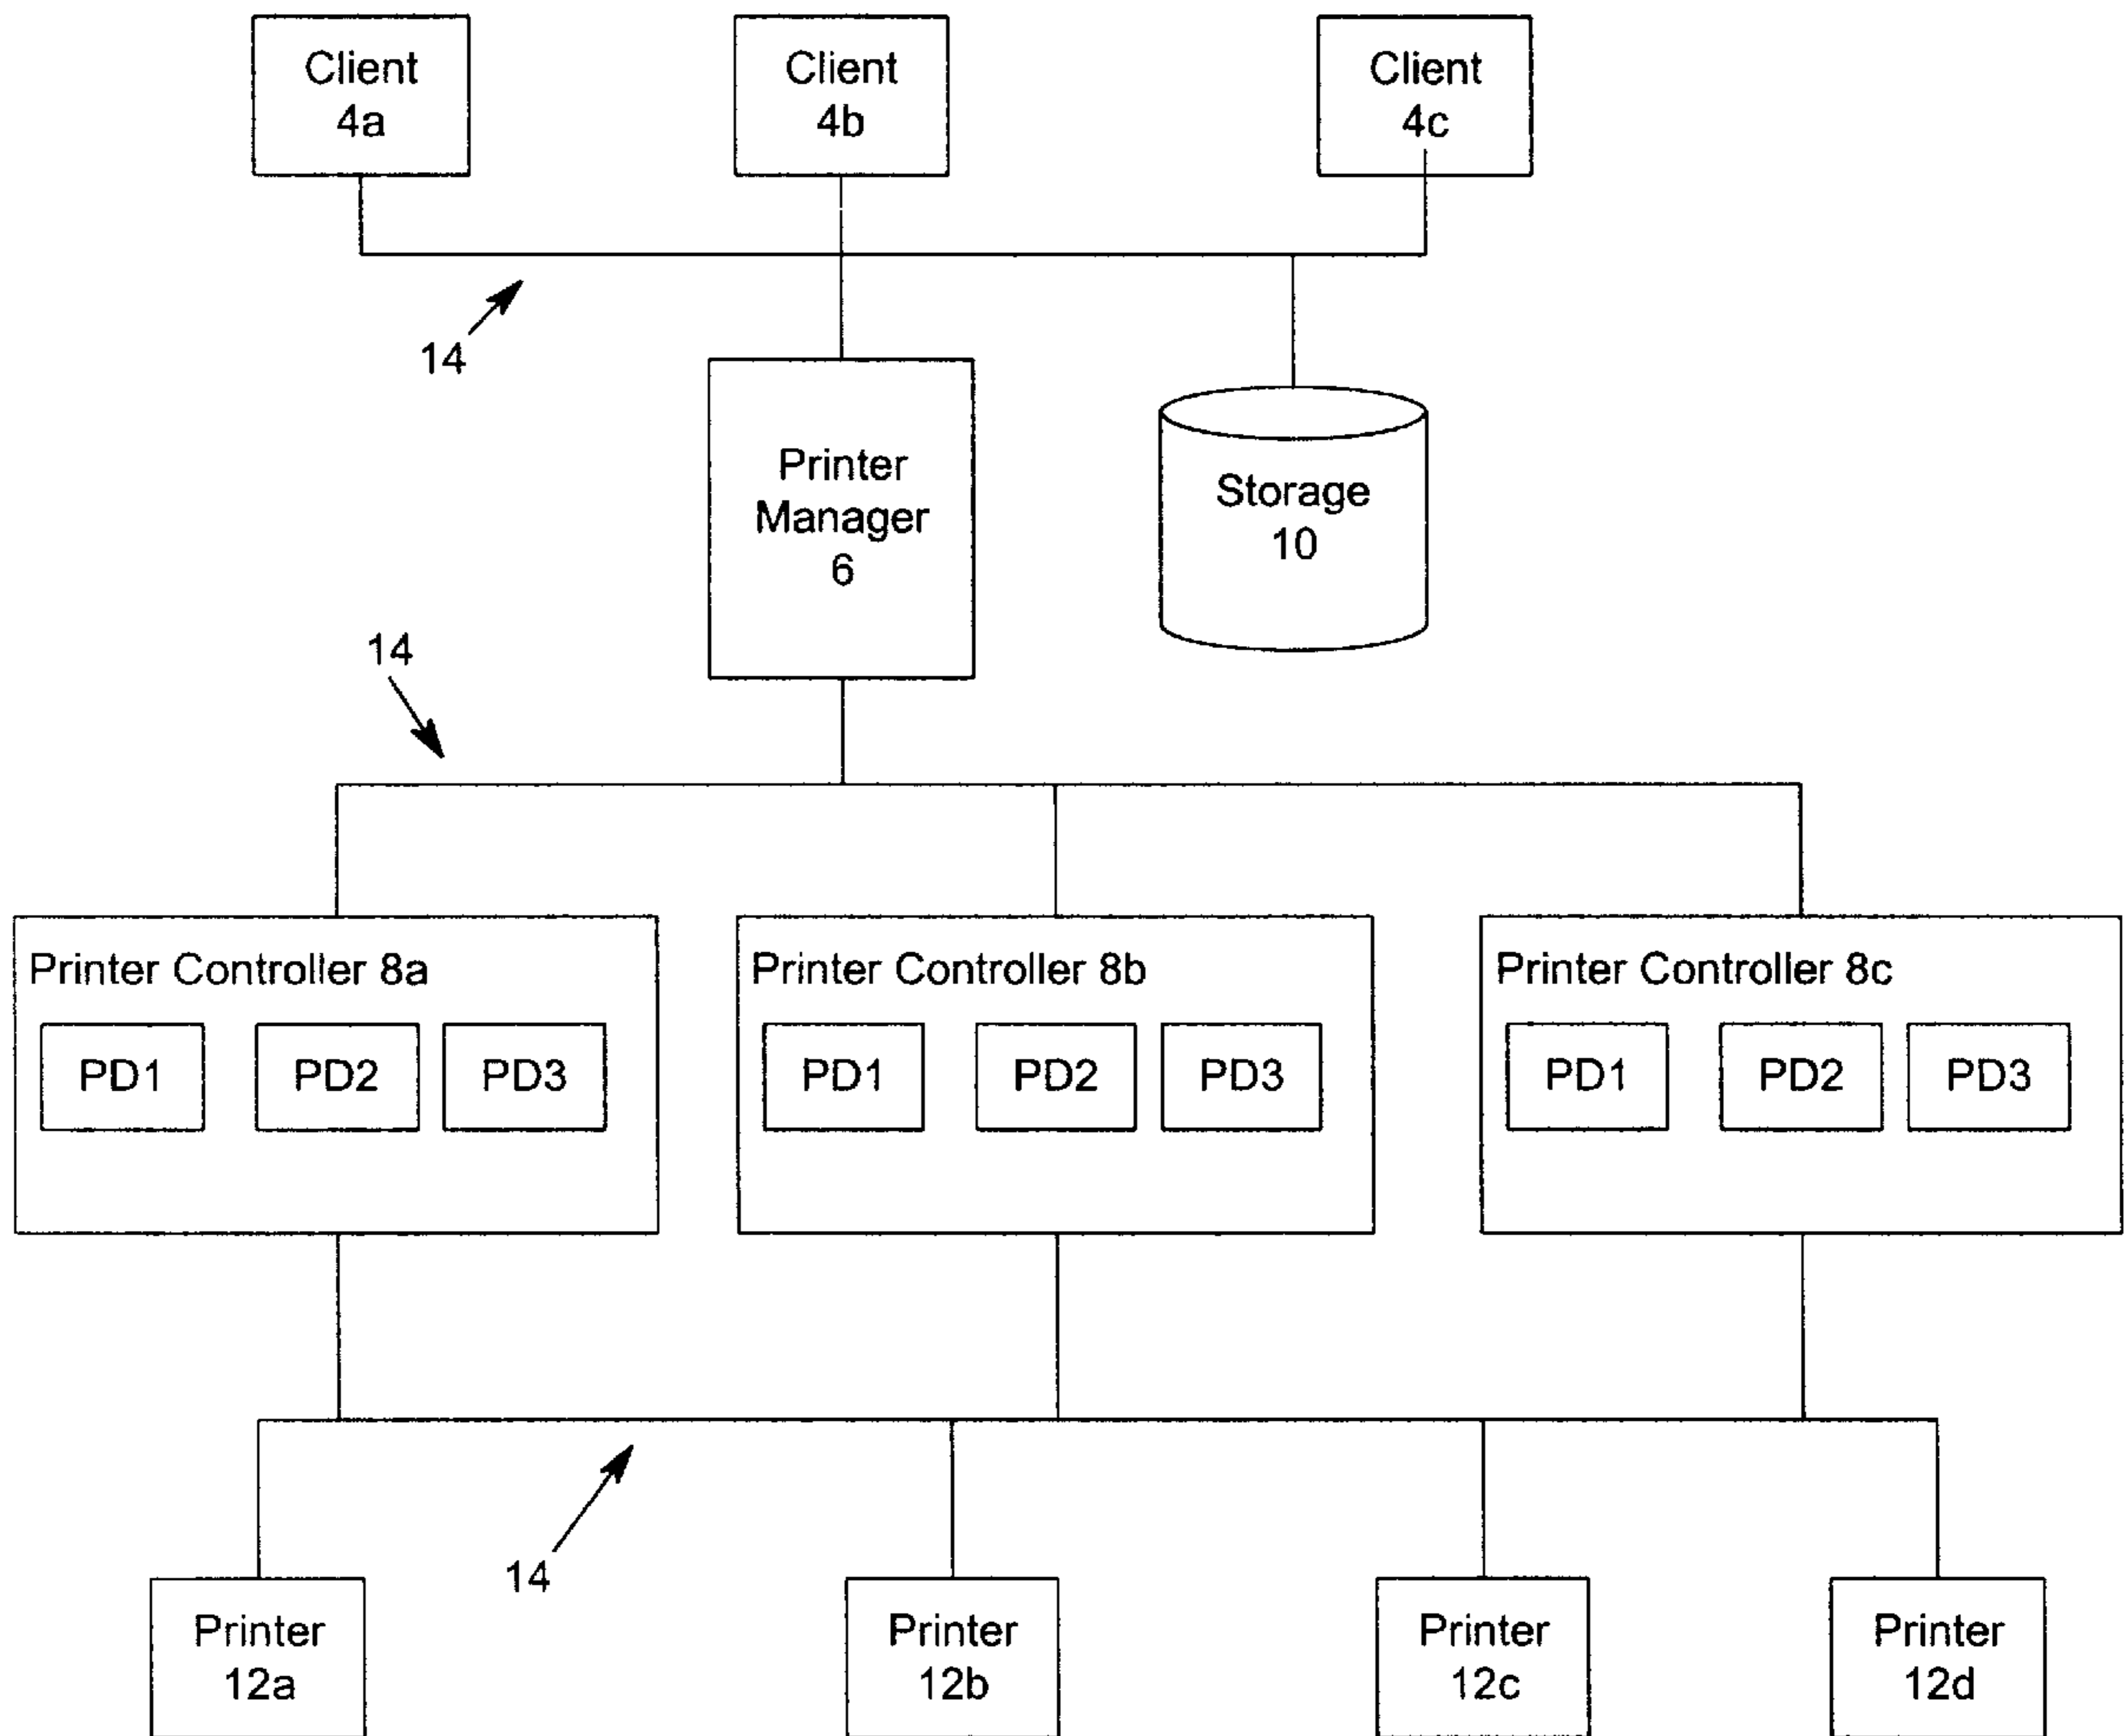 Client
4a
Client
4b
Client
4c
14
Printer
Manager
6
Storage
10
14
Printer Controller 8a
PD1
PD2
PD3
Printer Controller 8b
PD1
PD2
PD3
Printer Controller 8c
PD1
PD2
PD3
14
Printer
12a
Printer
12b
Printer
12c
Printer
12d